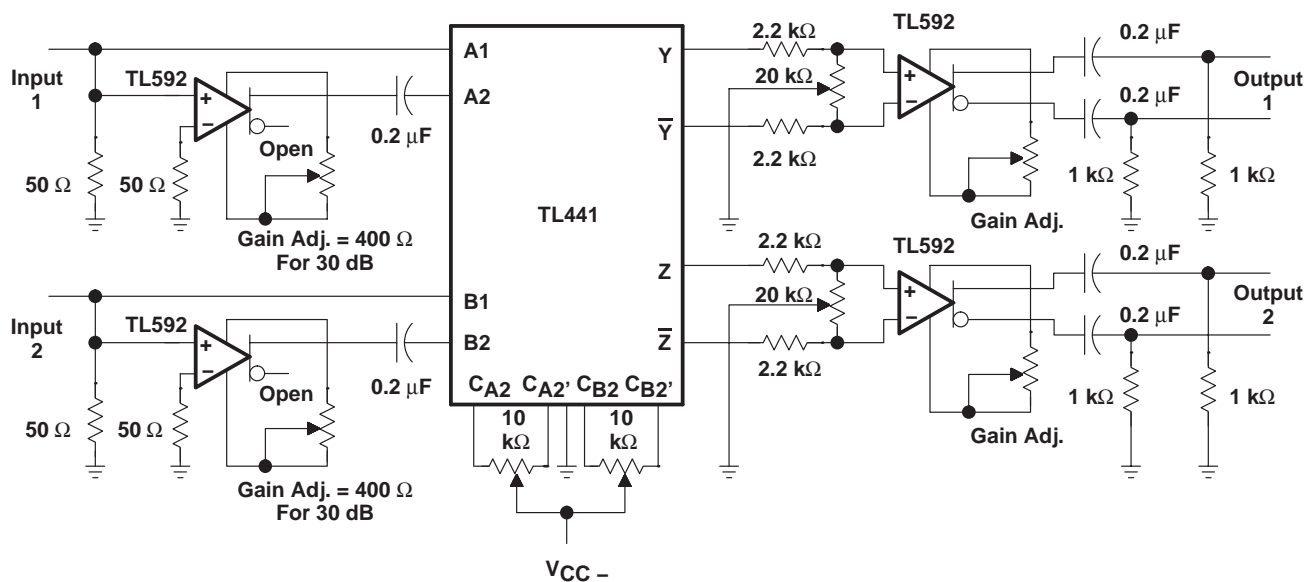 Input
1
TL592
50 Ω
50 Ω
Open
0.2 μF
Gain Adj. = 400 Ω
For 30 dB
Input
2
TL592
50 Ω
50 Ω
Open
0.2 μF
Gain Adj. = 400 Ω
For 30 dB
A1
A2
B1
B2
TL441
Y
Y̅
Z
Z̅
CA2 CA2' CB2 CB2'
10
kΩ
10
kΩ
VCC –
2.2 kΩ
20 kΩ
2.2 kΩ
TL592
0.2 μF
0.2 μF
Output
1
Gain Adj.
1 kΩ
1 kΩ
2.2 kΩ
20 kΩ
2.2 kΩ
TL592
0.2 μF
0.2 μF
Output
2
Gain Adj.
1 kΩ
1 kΩ